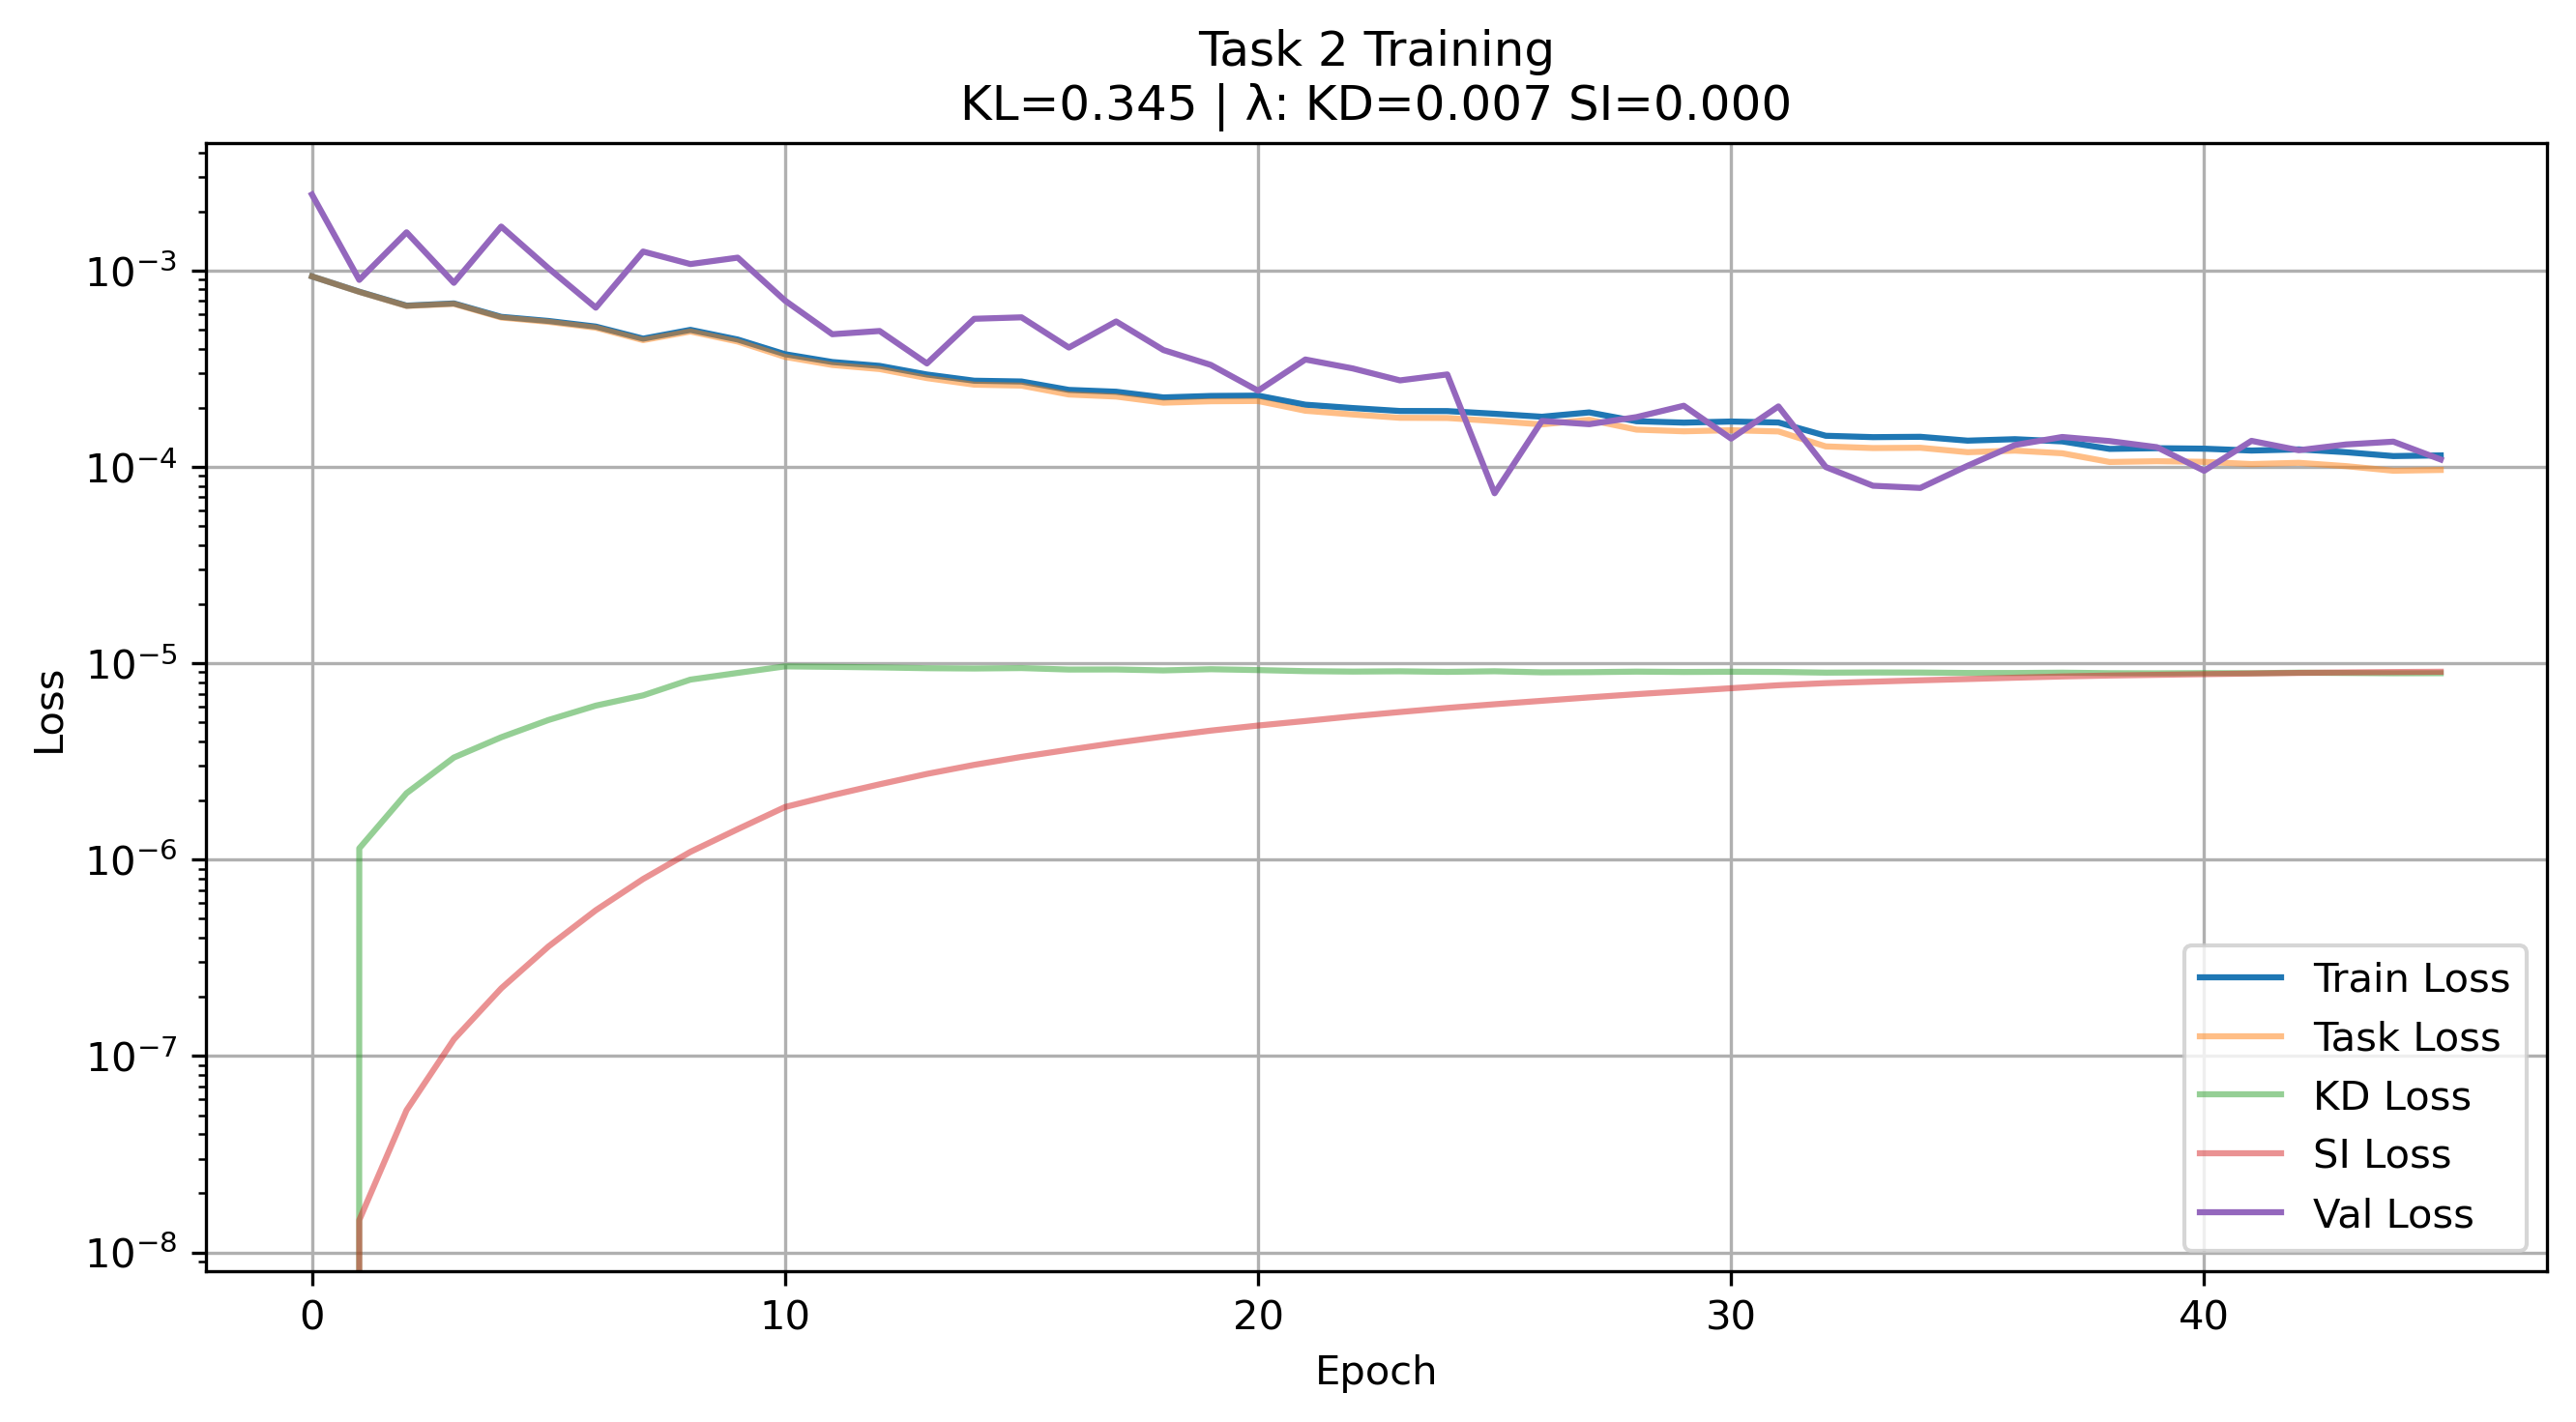 Task 2 Training
KL=0.345 | λ: KD=0.007 SI=0.000
10⁻³
10⁻⁴
10⁻⁵
10⁻⁶
10⁻⁷
10⁻⁸
Loss
0 10 20 30 40
Epoch
Train Loss
Task Loss
KD Loss
SI Loss
Val Loss